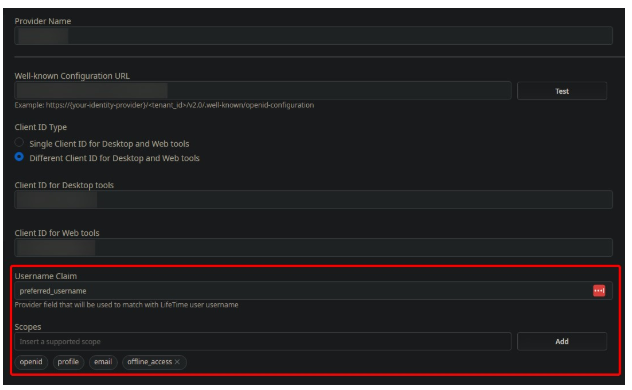 Provider Name
Well-known Configuration URL
Test
Example: https://{your-identity-provider}/<tenant_id>/v2.0/.well-known/openid-configuration
Client ID Type
Single Client ID for Desktop and Web tools
Different Client ID for Desktop and Web tools
Client ID for Desktop tools
Client ID for Web tools
Username Claim
preferred_username
Provider field that will be used to match with LifeTime user username
Scopes
Insert a supported scope
Add
openid profile email offline_access ×